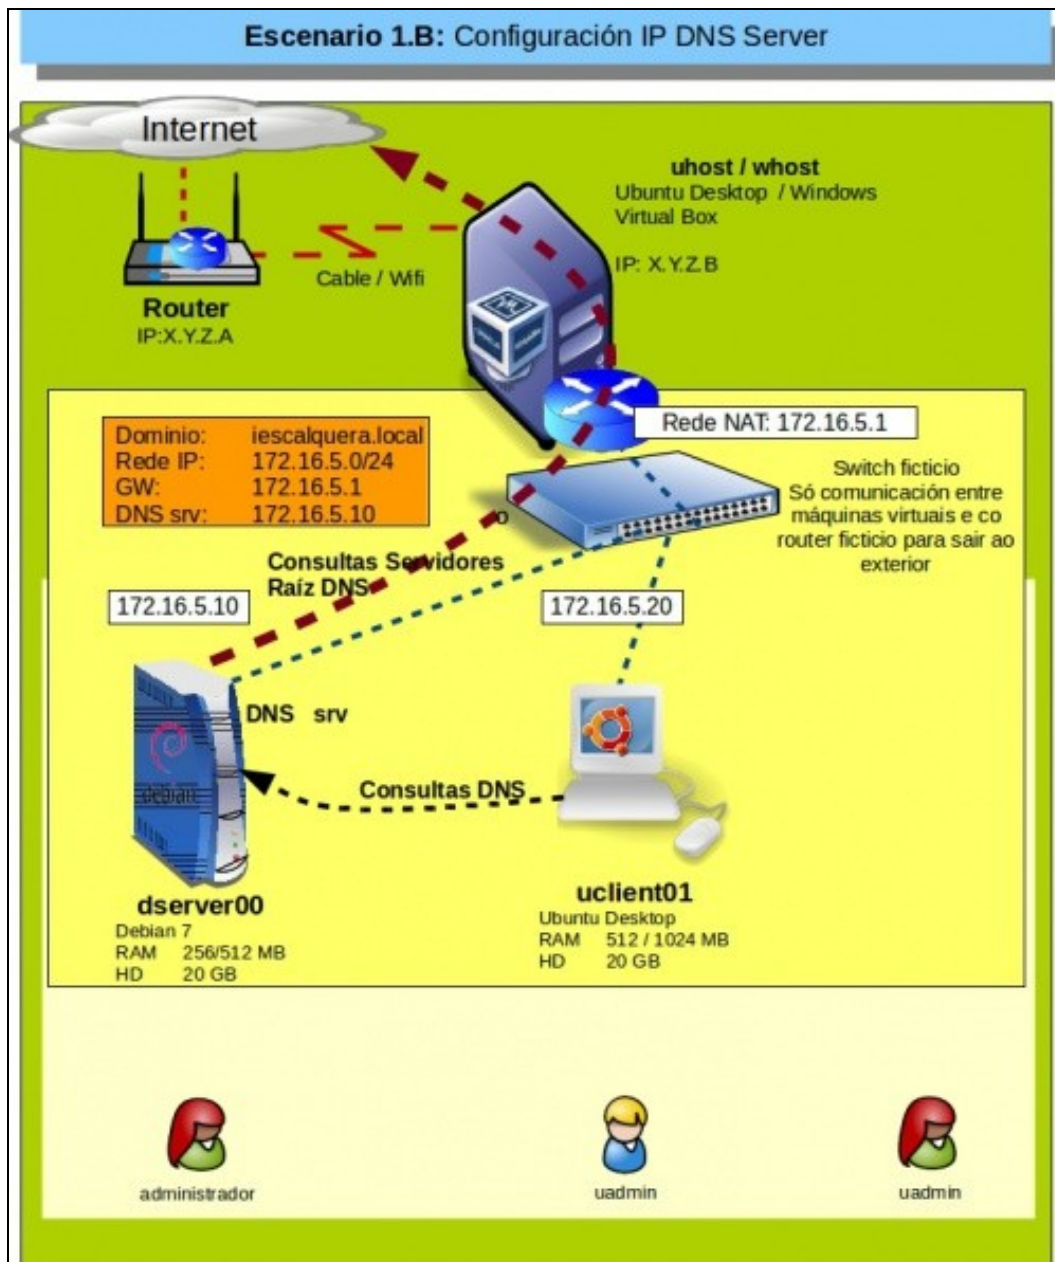 Escenario 1.B: Configuración IP DNS Server
Internet
uhost / whost
Ubuntu Desktop / Windows
Virtual Box
IP: X.Y.Z.B
Cable / Wifi
Router
IP:X.Y.Z.A
Dominio: iescalquera.local
Rede IP: 172.16.5.0/24
GW: 172.16.5.1
DNS srv: 172.16.5.10
Rede NAT: 172.16.5.1
Switch ficticio
Só comunicación entre
máquinas virtuais e co
router ficticio para sair ao
exterior
o
Consultas Servidores
Raíz DNS
172.16.5.10
172.16.5.20
DNS srv
debian
Consultas DNS
dserver00
Debian 7
RAM 256/512 MB
HD 20 GB
uclient01
Ubuntu Desktop
RAM 512 / 1024 MB
HD 20 GB
administrador
uadmin
uadmin